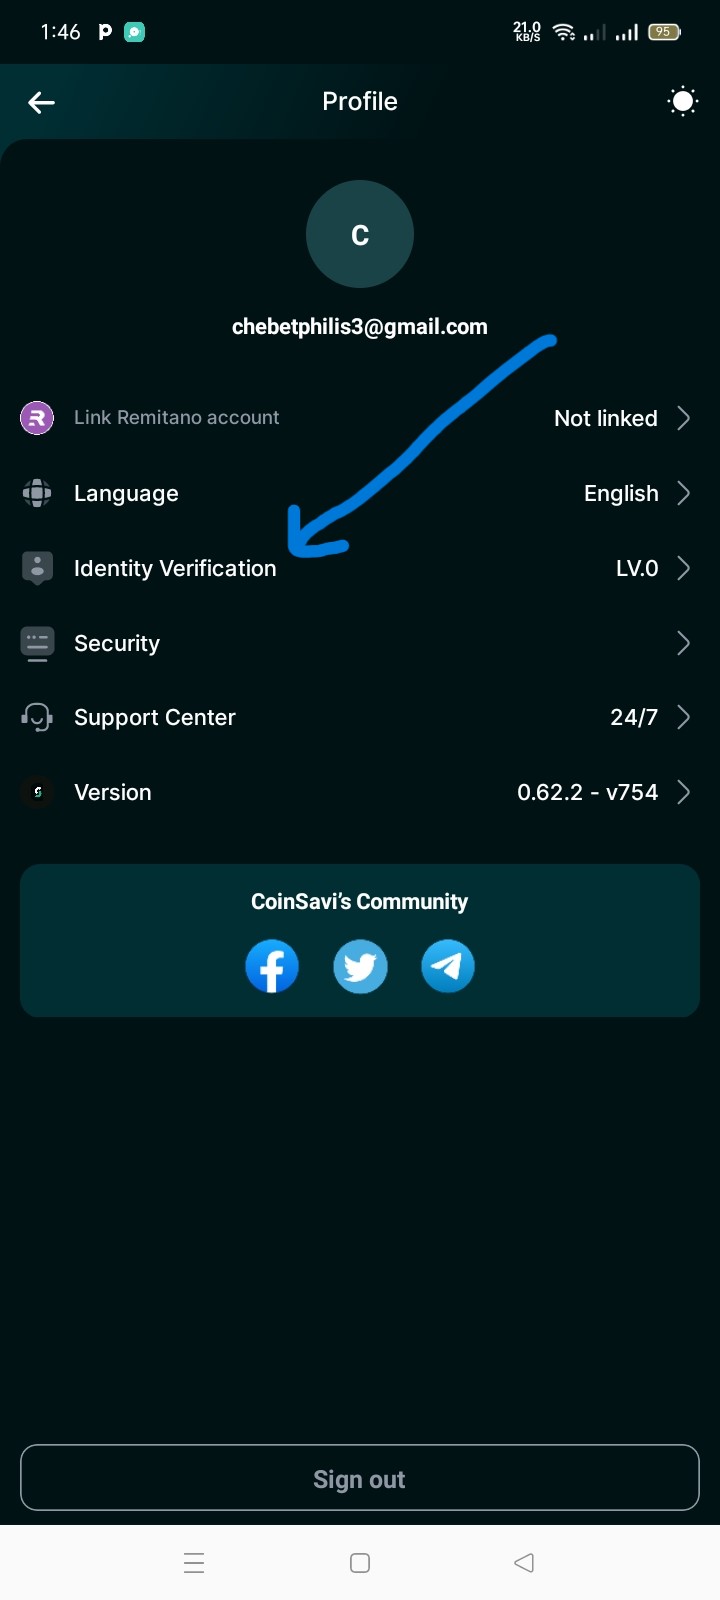 1:46
21.0
KB/S
95
Profile
C
chebetphilis3@gmail.com
Link Remitano account Not linked
Language English
Identity Verification LV.0
Security
Support Center 24/7
Version 0.62.2 - v754
CoinSavi's Community
Sign out